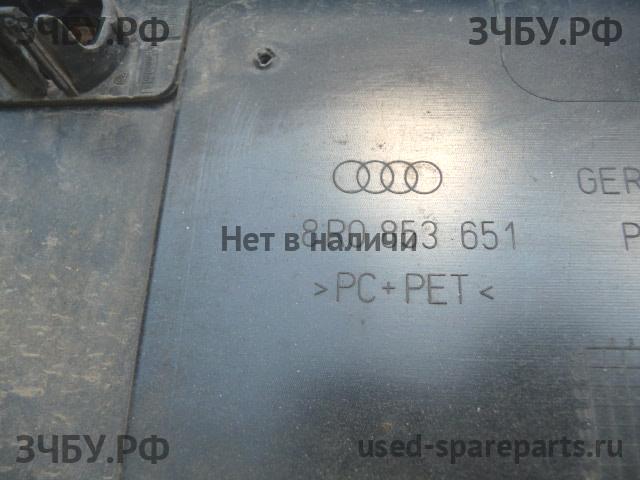 ЗЧБУ.РФ ЗЧБУ.РФ
GER
8R0 853 651 P
Нет в наличи
>PC+PET<
ЗЧБУ.РФ used-spareparts.ru